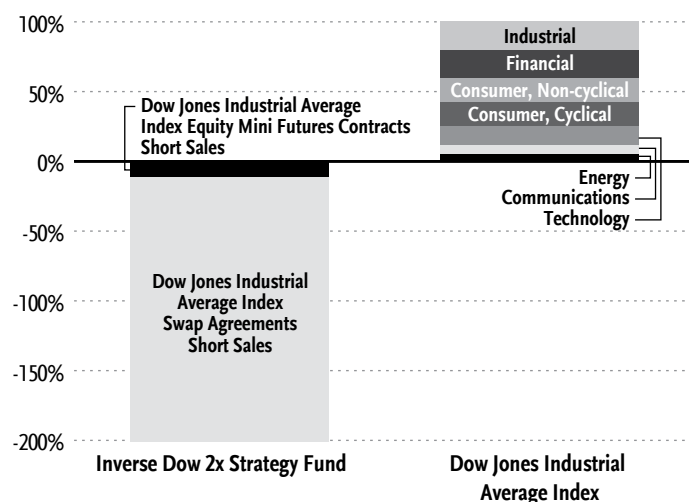 100%
Industrial
Financial
50%
Consumer, Non-cyclical
Dow Jones Industrial Average
Index Equity Mini Futures Contracts
Short Sales
Consumer, Cyclical
0%
Energy
Communications
Technology
-50%
Dow Jones Industrial
Average Index
Swap Agreements
Short Sales
-100%
-150%
-200%
Inverse Dow 2x Strategy Fund
Dow Jones Industrial
Average Index